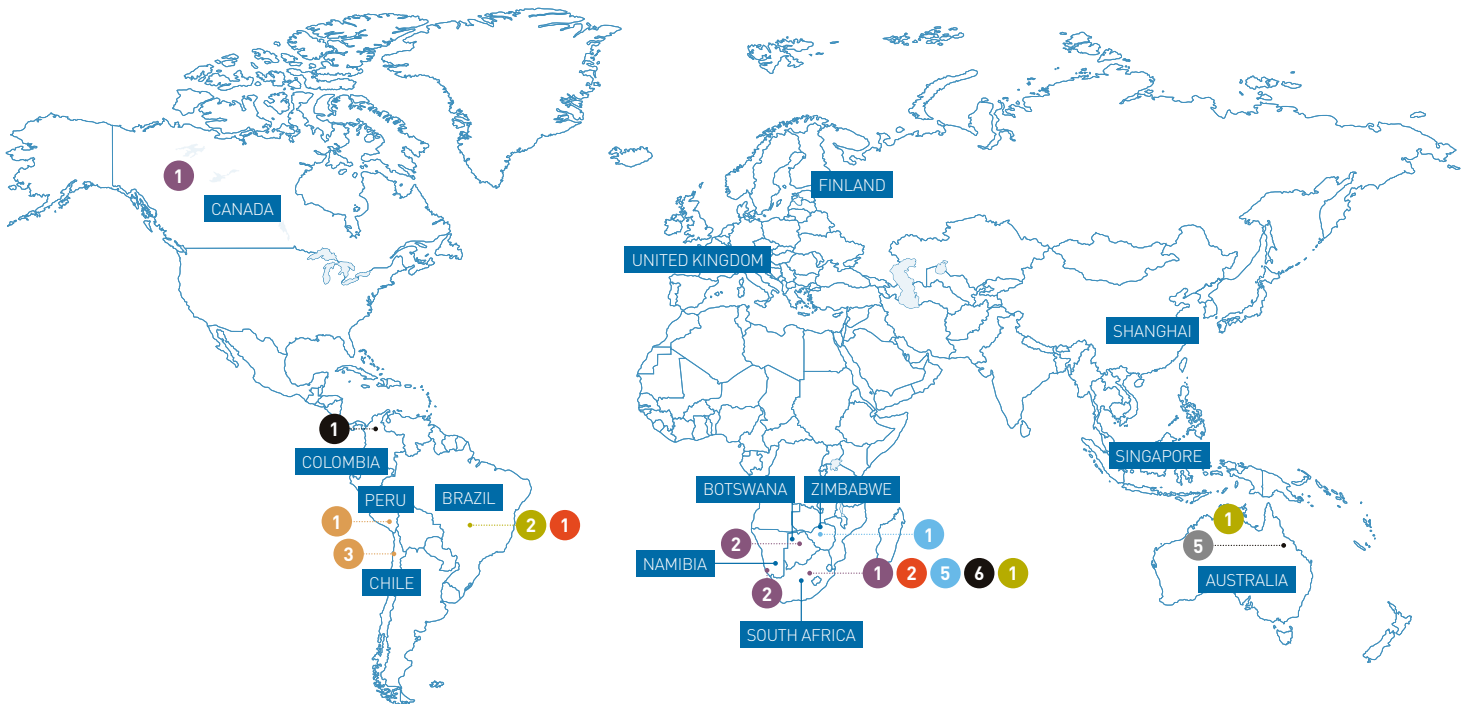 FINLAND
1
CANADA
UNITED KINGDOM
SHANGHAI
1
COLOMBIA
SINGAPORE
PERU
BRAZIL
BOTSWANA
ZIMBABWE
1
2
1
1
3
2
1
5
NAMIBIA
1
2
5
6
1
CHILE
AUSTRALIA
2
SOUTH AFRICA